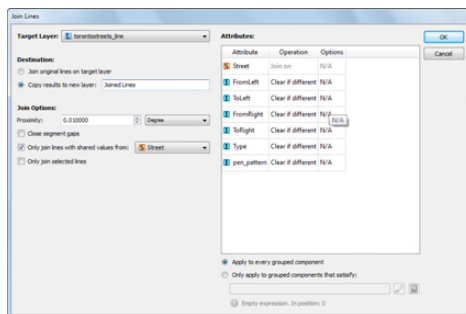 Join Lines
Target Layer: torontostreets_line
Destination:
Join original lines on target layer
Copy results to new layer: Joined Lines
Join Options:
Proximity: 0.010000 Degree
Close segment gaps
Only join lines with shared values from: Street
Only join selected lines
Attributes:
Attribute Operation Options
Street Join on N/A
FromLeft Clear if different N/A
ToLeft Clear if different N/A
FromRight Clear if different N/A
N/A
ToRight Clear if different N/A
Type Clear if different N/A
pen_pattern Clear if different N/A
Apply to every grouped component
Only apply to grouped components that satisfy:
Empty expression. In position: 0
OK
Cancel